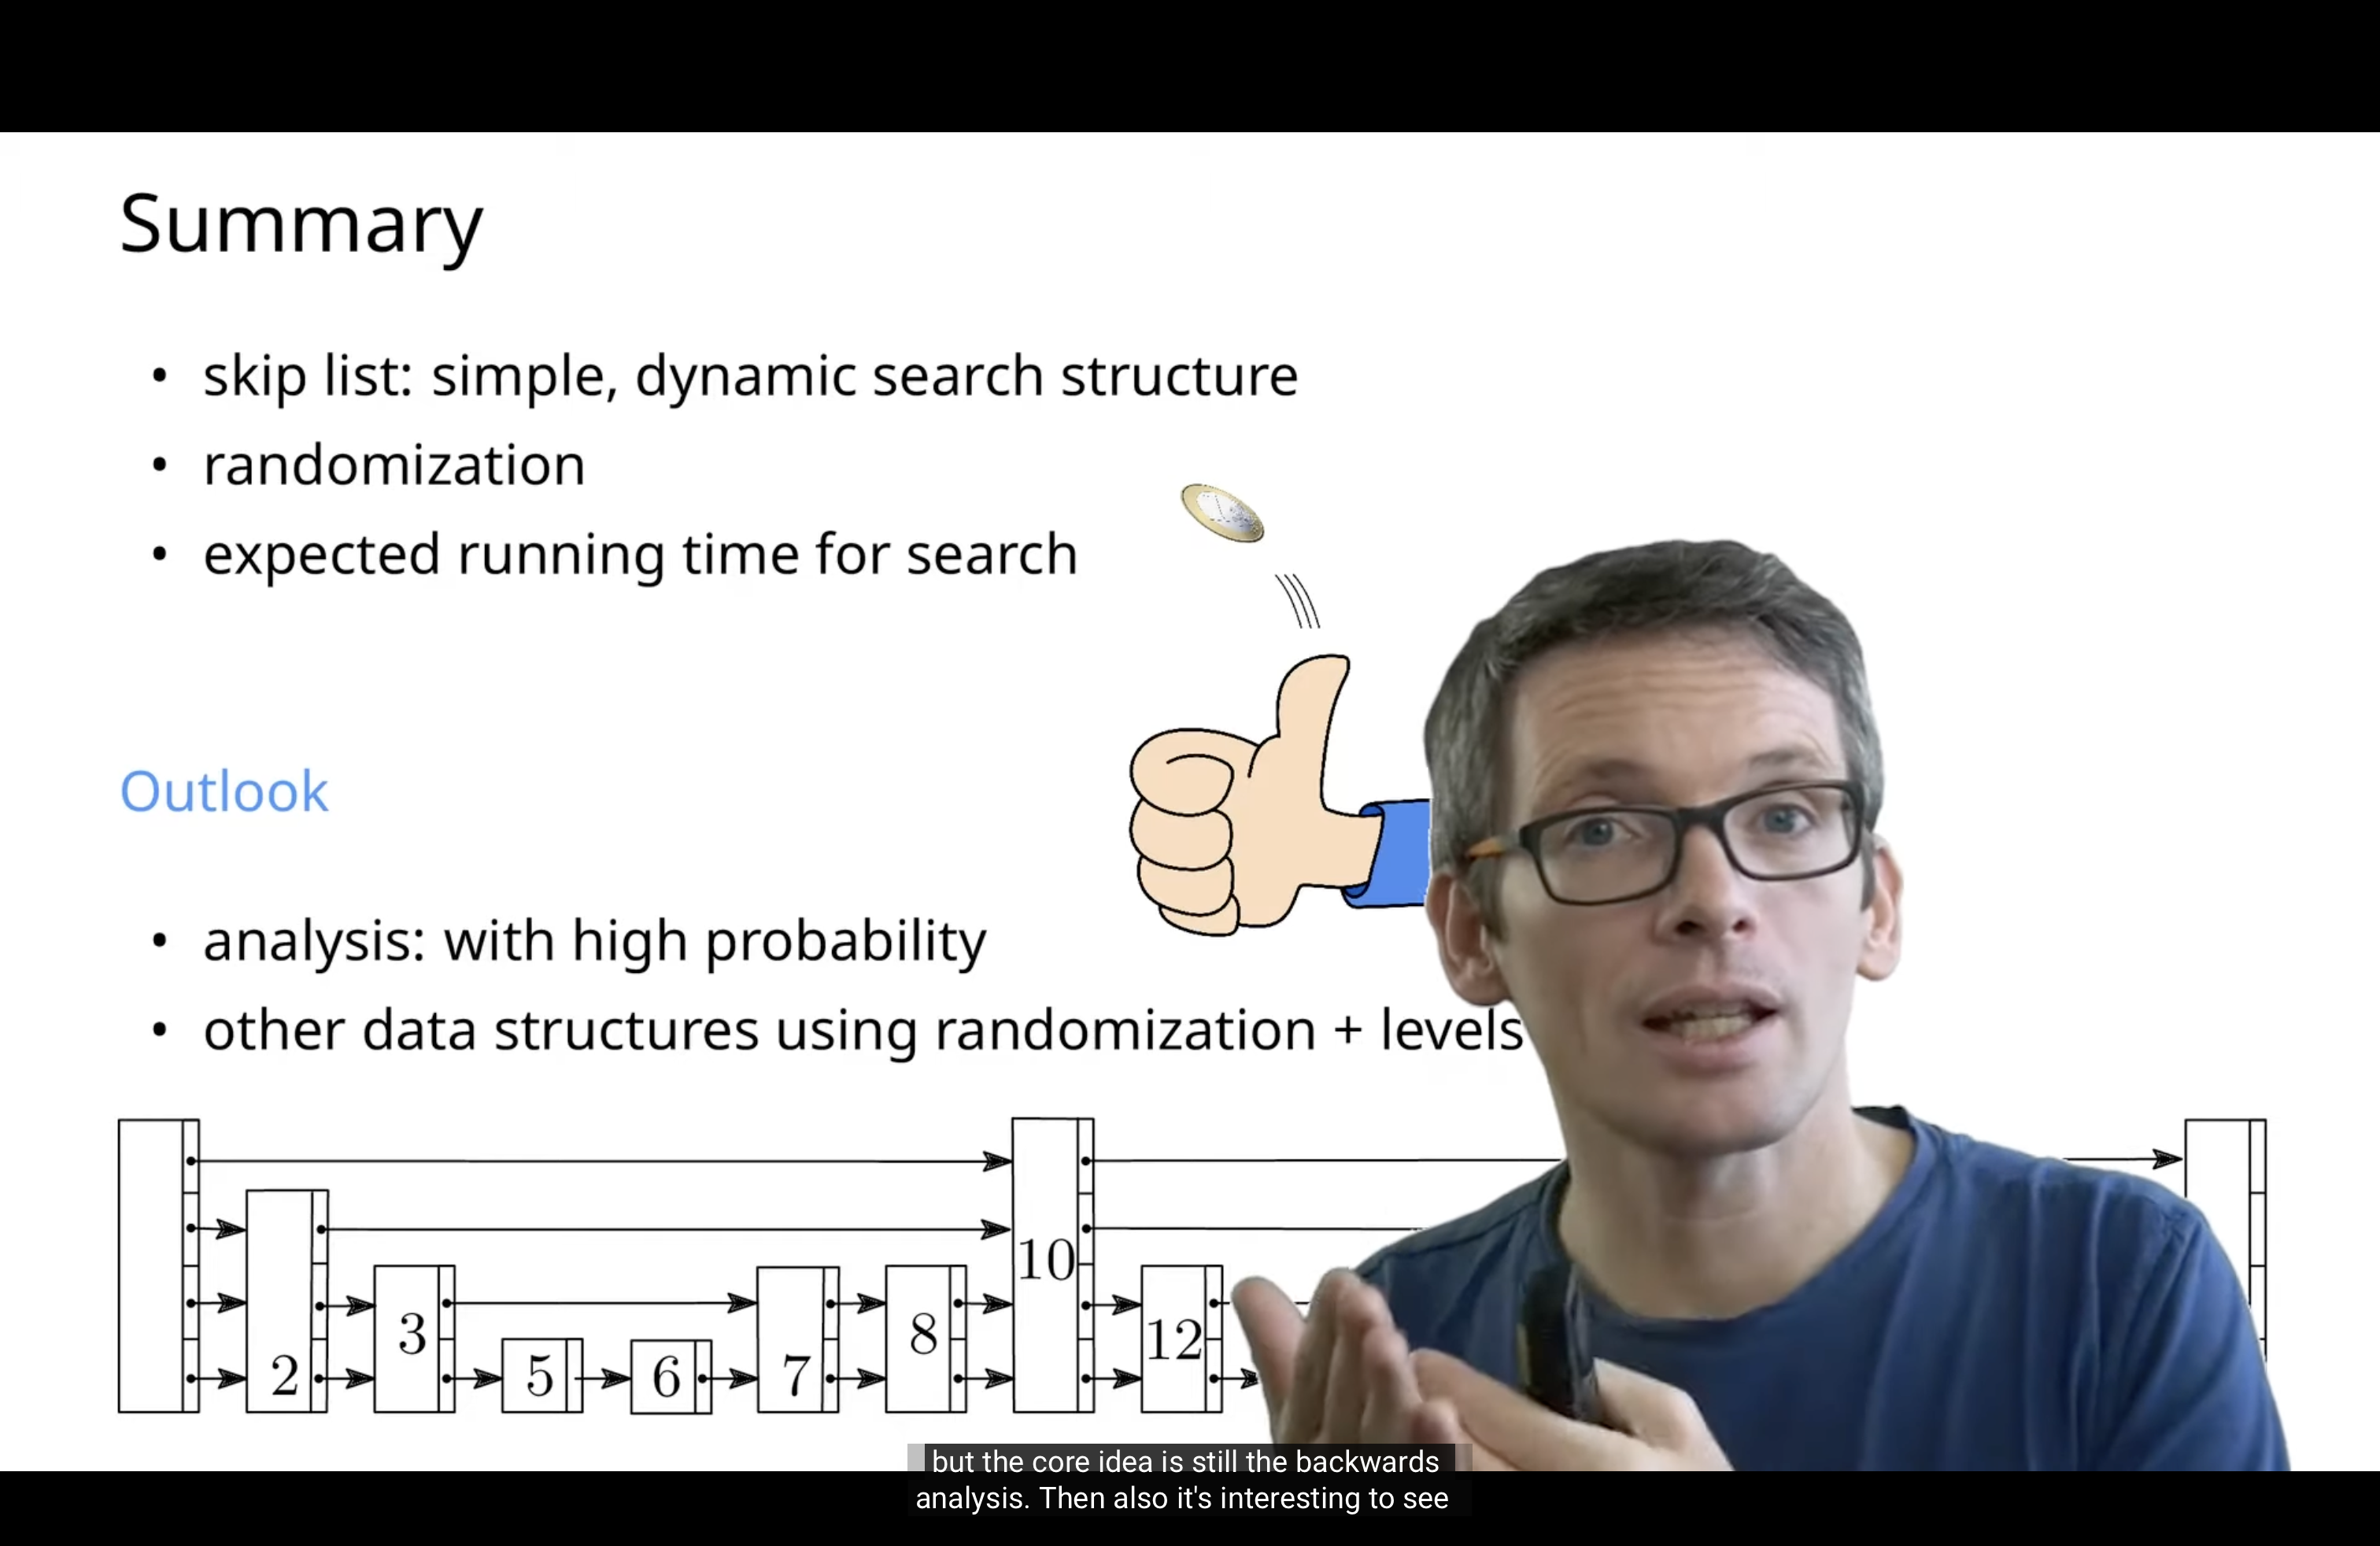 Summary
• skip list: simple, dynamic search structure
• randomization
• expected running time for search
Outlook
• analysis: with high probability
• other data structures using randomization + levels
2 3 5 6 7 8 10 12
but the core idea is still the backwards
analysis. Then also it's interesting to see